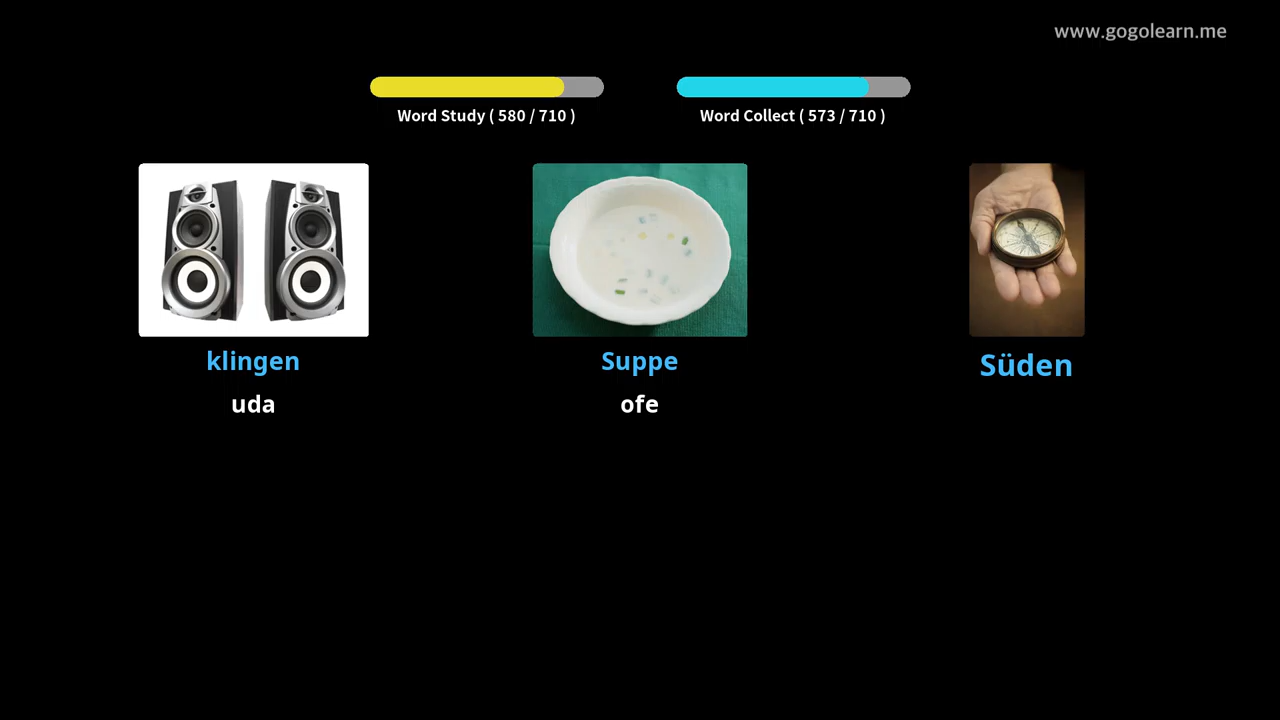 www.gogolearn.me
Word Study ( 580 / 710 )
Word Collect ( 573 / 710 )
klingen
Suppe
Süden
uda
ofe